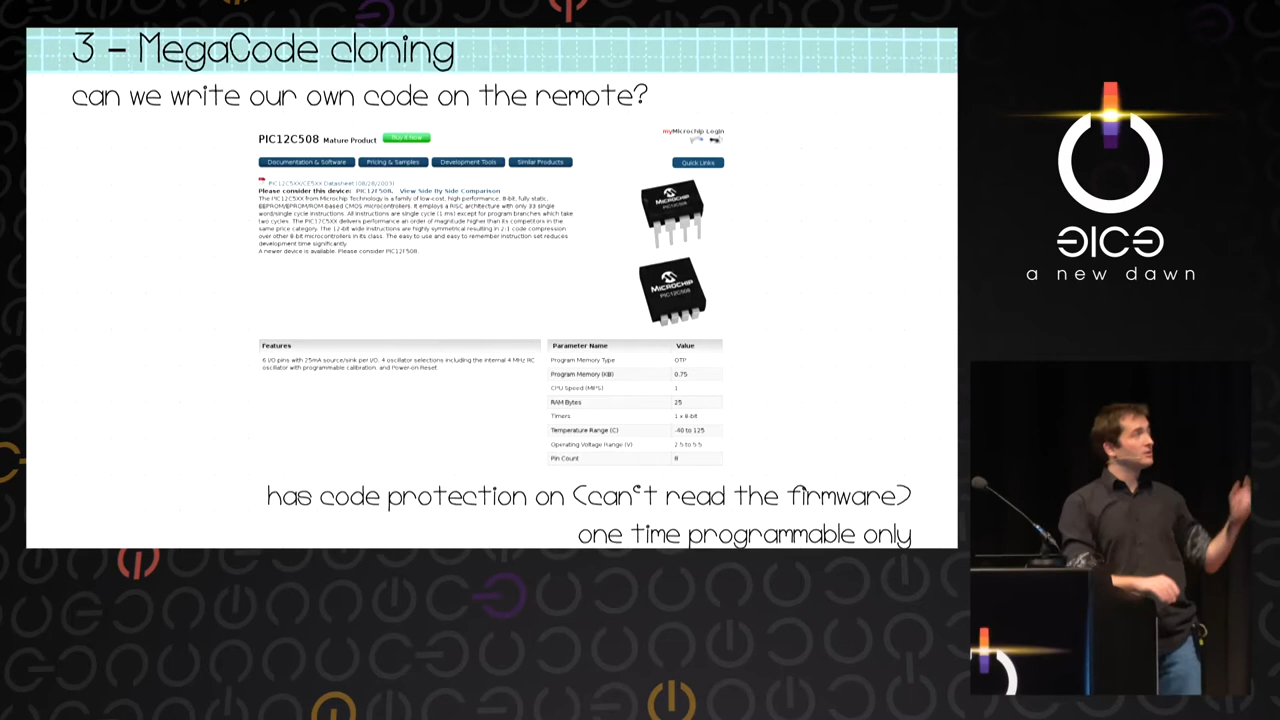 3 - MegaCode cloning
can we write our own code on the remote?
PIC12C508 Mature Product
Buy it Now
myMicrochip Login
Documentation & Software
Pricing & Samples
Development Tools
Similar Products
Quick Links
PIC12C5XX/CE5XX Datasheet (08/28/2003)
Please consider this device: PIC12F508. View Side By Side Comparison
The PIC12C5XX from Microchip Technology is a family of low-cost, high performance, 8-bit, fully static,
EEPROM/EPROM/ROM-based CMOS microcontrollers. It employs a RISC architecture with only 33 single
word/single cycle instructions. All instructions are single cycle (1 ms) except for program branches which take
two cycles. The PIC12C5XX delivers performance an order of magnitude higher than its competitors in the
same price category. The 12-bit wide instructions are highly symmetrical resulting in 2:1 code compression
over other 8-bit microcontrollers in its class. The easy to use and easy to remember instruction set reduces
development time significantly.
A newer device is available. Please consider PIC12F508.
MICROCHIP
PIC12C508
MICROCHIP
PIC12C508
Features
6 I/O pins with 25mA source/sink per I/O. 4 oscillator selections including the internal 4 MHz RC
oscillator with programmable calibration, and Power-on Reset.
Parameter Name Value
Program Memory Type OTP
Program Memory (KB) 0.75
CPU Speed (MIPS) 1
RAM Bytes 25
Timers 1 x 8-bit
Temperature Range (C) -40 to 125
Operating Voltage Range (V) 2.5 to 5.5
Pin Count 8
has code protection on (can't read the firmware)
one time programmable only
a new dawn